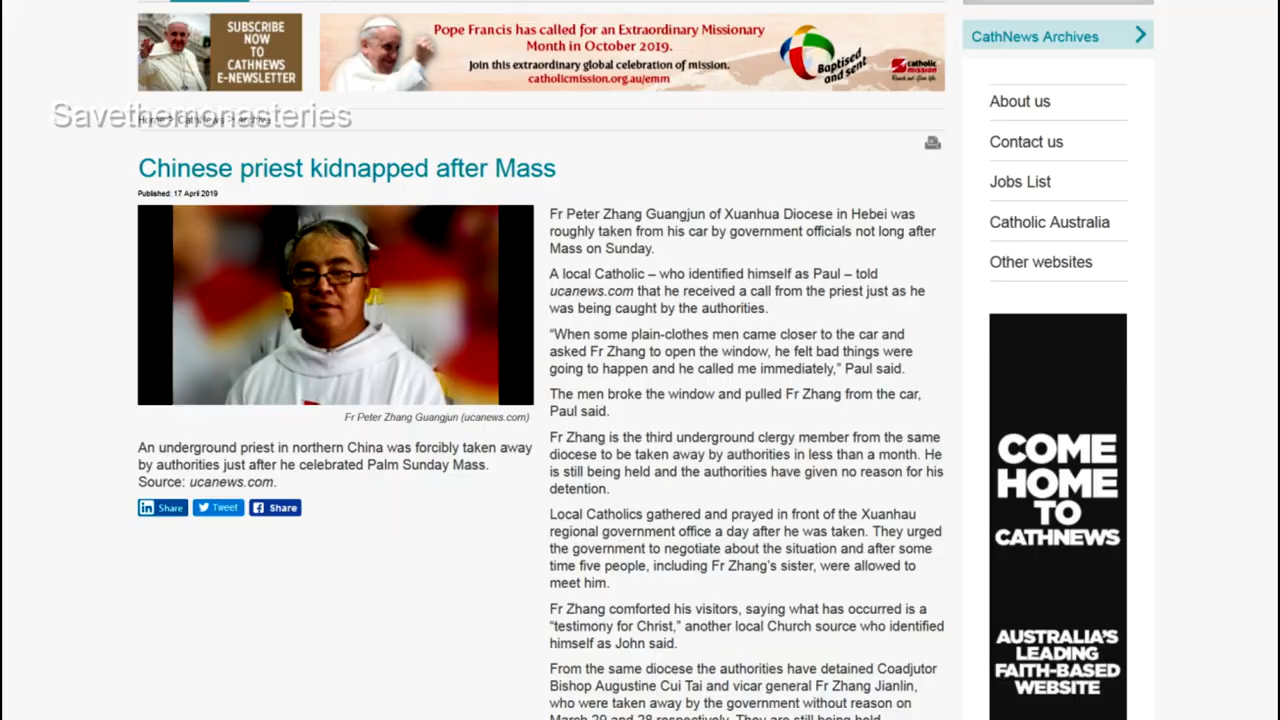 SUBSCRIBE
NOW
TO
CATHNEWS
E-NEWSLETTER
Pope Francis has called for an Extraordinary Missionary
Month in October 2019.
Join this extraordinary global celebration of mission.
catholicmission.org.au/emm
Baptised
and sent
catholic
mission
CathNews Archives
Savethemonasteries
Home > CathNews > Archive
About us
Contact us
Jobs List
Catholic Australia
Other websites
Chinese priest kidnapped after Mass
Published: 17 April 2019
Fr Peter Zhang Guangjun (ucanews.com)
An underground priest in northern China was forcibly taken away
by authorities just after he celebrated Palm Sunday Mass.
Source: ucanews.com.
Share
Tweet
Share
Fr Peter Zhang Guangjun of Xuanhua Diocese in Hebei was
roughly taken from his car by government officials not long after
Mass on Sunday.
A local Catholic – who identified himself as Paul – told
ucanews.com that he received a call from the priest just as he
was being caught by the authorities.
“When some plain-clothes men came closer to the car and
asked Fr Zhang to open the window, he felt bad things were
going to happen and he called me immediately,” Paul said.
The men broke the window and pulled Fr Zhang from the car,
Paul said.
Fr Zhang is the third underground clergy member from the same
diocese to be taken away by authorities in less than a month. He
is still being held and the authorities have given no reason for his
detention.
Local Catholics gathered and prayed in front of the Xuanhau
regional government office a day after he was taken. They urged
the government to negotiate about the situation and after some
time five people, including Fr Zhang’s sister, were allowed to
meet him.
Fr Zhang comforted his visitors, saying what has occurred is a
“testimony for Christ,” another local Church source who identified
himself as John said.
From the same diocese the authorities have detained Coadjutor
Bishop Augustine Cui Tai and vicar general Fr Zhang Jianlin,
who were taken away by the government without reason on
March 29 and 28 respectively. They are still being held.
COME
HOME
TO
CATHNEWS
AUSTRALIA'S
LEADING
FAITH-BASED
WEBSITE